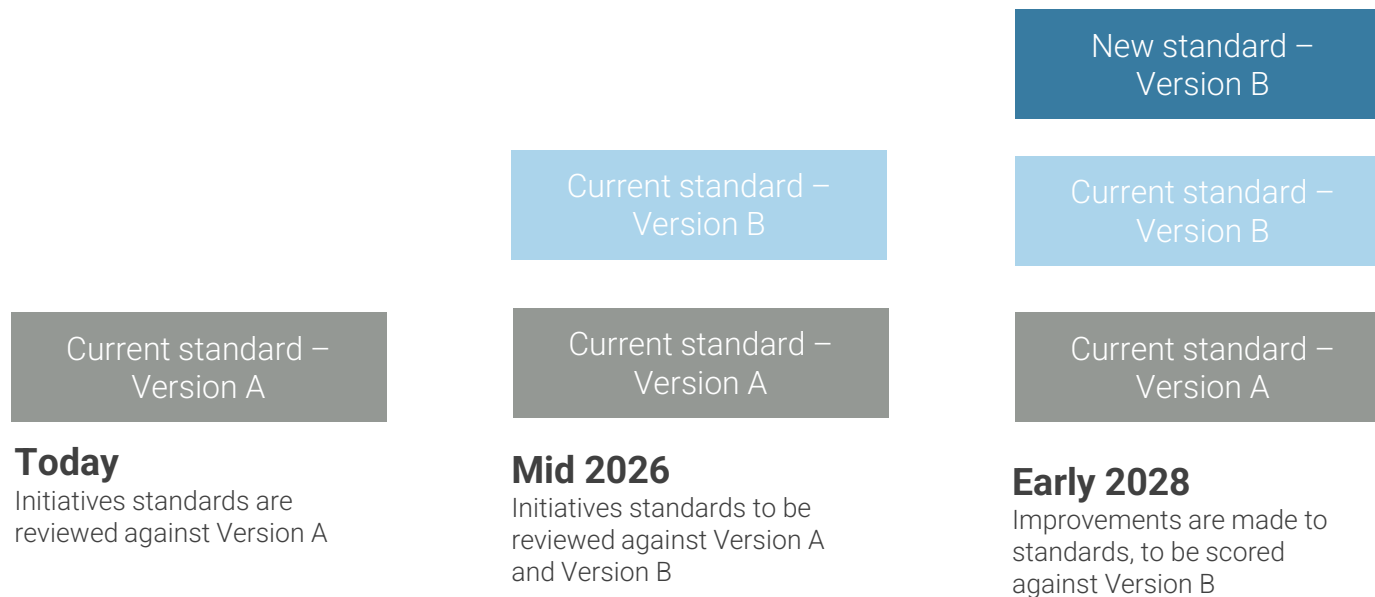 Current standard –
Version A
Today
Initiatives standards are
reviewed against Version A
Current standard –
Version B
Current standard –
Version A
Mid 2026
Initiatives standards to be
reviewed against Version A
and Version B
New standard –
Version B
Current standard –
Version B
Current standard –
Version A
Early 2028
Improvements are made to
standards, to be scored
against Version B